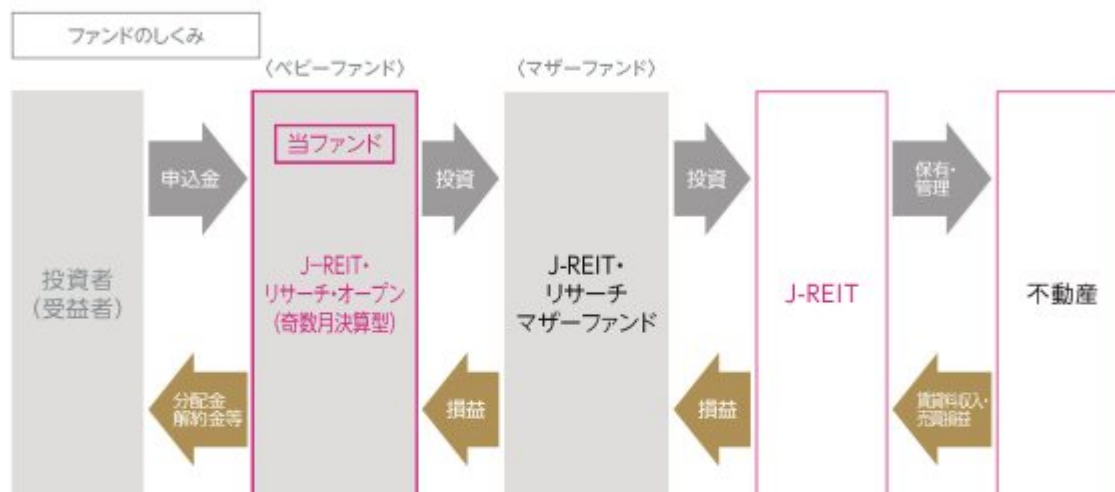 ファンドのしくみ
〈ベビーファンド〉
〈マザーファンド〉
投資者
(受益者)
申込金
分配金
解約金等
当ファンド
J-REIT・
リサーチ・オープン
(奇数月決算型)
投資
損益
J-REIT・
リサーチ
マザーファンド
投資
損益
J-REIT
保有・
管理
賃貸料収入・
売買損益
不動産